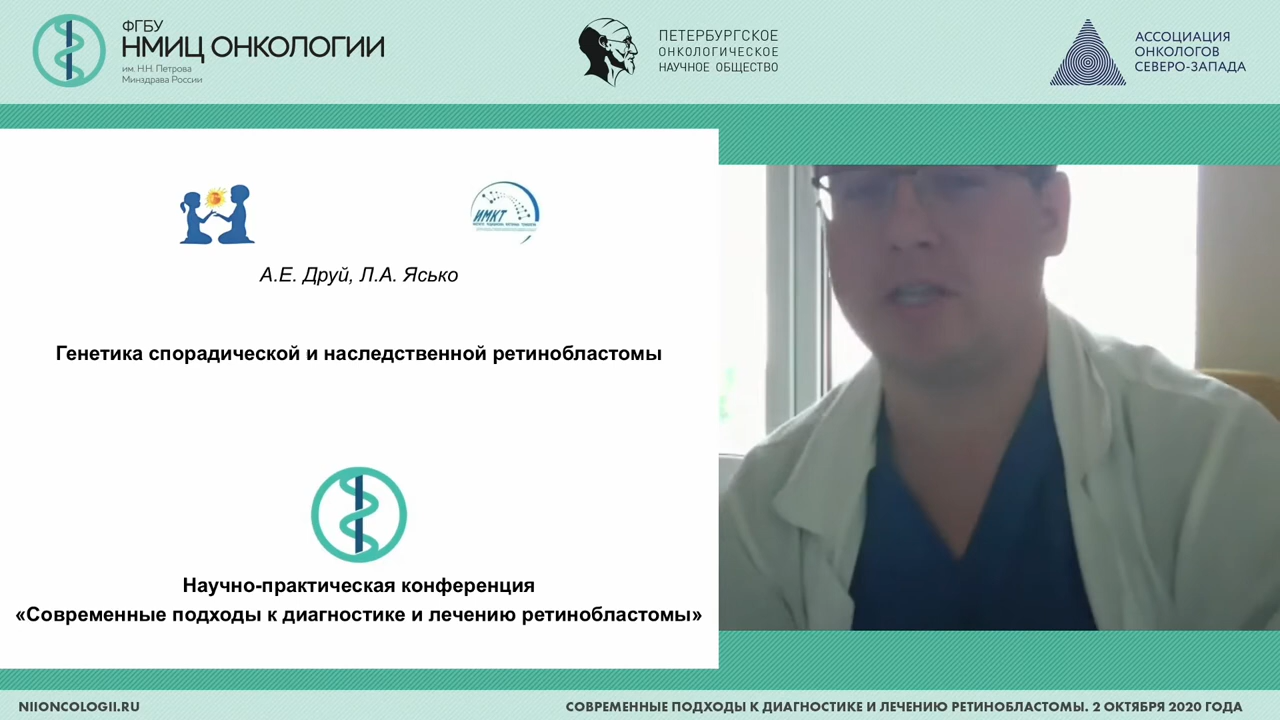 ФГБУ
НМИЦ ОНКОЛОГИИ
им. Н.Н. Петрова
Минздрава России
ПЕТЕРБУРГСКОЕ
ОНКОЛОГИЧЕСКОЕ
НАУЧНОЕ ОБЩЕСТВО
АССОЦИАЦИЯ
ОНКОЛОГОВ
СЕВЕРО-ЗАПАДА
ИМКТ
А.Е. Друй, Л.А. Ясько
Генетика спорадической и наследственной ретинобластомы
Научно-практическая конференция
«Современные подходы к диагностике и лечению ретинобластомы»
NIIONCOLOGII.RU
СОВРЕМЕННЫЕ ПОДХОДЫ К ДИАГНОСТИКЕ И ЛЕЧЕНИЮ РЕТИНОБЛАСТОМЫ. 2 ОКТЯБРЯ 2020 ГОДА